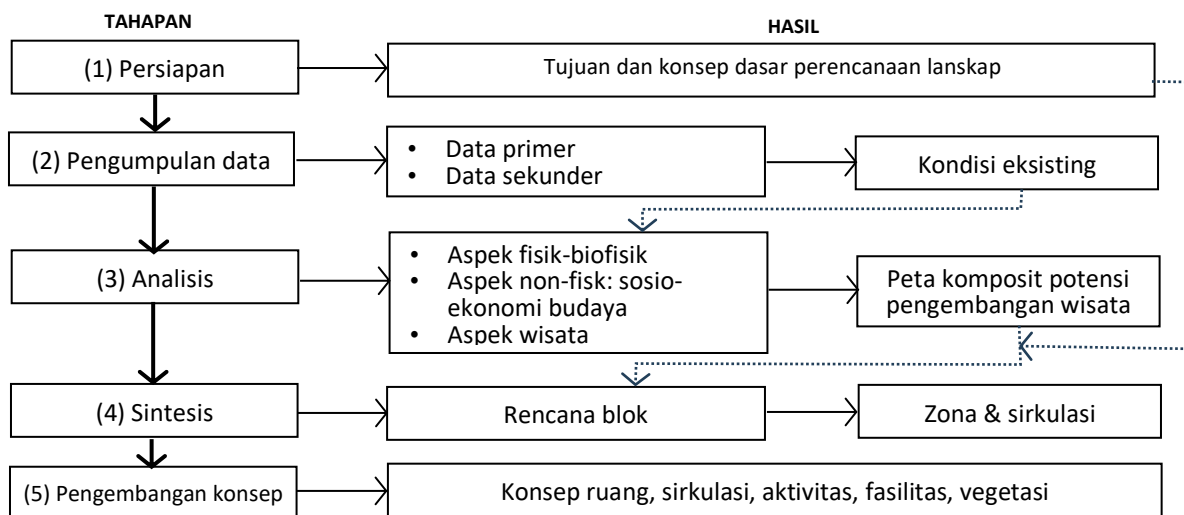 TAHAPAN
HASIL
(1) Persiapan
Tujuan dan konsep dasar perencanaan lanskap
(2) Pengumpulan data
• Data primer
• Data sekunder
Kondisi eksisting
(3) Analisis
• Aspek fisik-biofisik
• Aspek non-fisk: sosio-
ekonomi budaya
• Aspek wisata
Peta komposit potensi
pengembangan wisata
(4) Sintesis
Rencana blok
Zona & sirkulasi
(5) Pengembangan konsep
Konsep ruang, sirkulasi, aktivitas, fasilitas, vegetasi